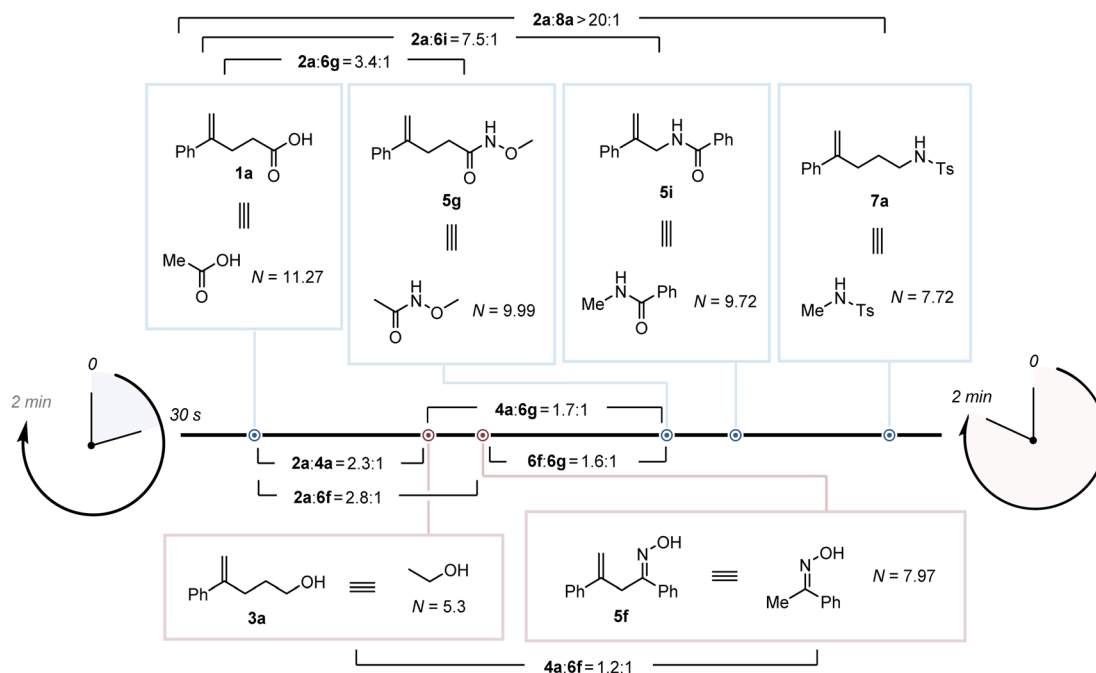 2a:8a > 20:1
2a:6i = 7.5:1
2a:6g = 3.4:1
Ph
OH
O
1a
Me
OH
O
N = 11.27
Ph
H
N
O
O
5g
H
N
O
O
N = 9.99
Ph
H
N
Ph
O
5i
Me
H
N
Ph
O
N = 9.72
Ph
H
N
Ts
7a
Me
H
N
Ts
N = 7.72
0
2 min
30 s
0
2 min
4a:6g = 1.7:1
2a:4a = 2.3:1
6f:6g = 1.6:1
2a:6f = 2.8:1
Ph
OH
3a
OH
N = 5.3
N
OH
Ph
Ph
5f
N
OH
Me
Ph
N = 7.97
4a:6f = 1.2:1